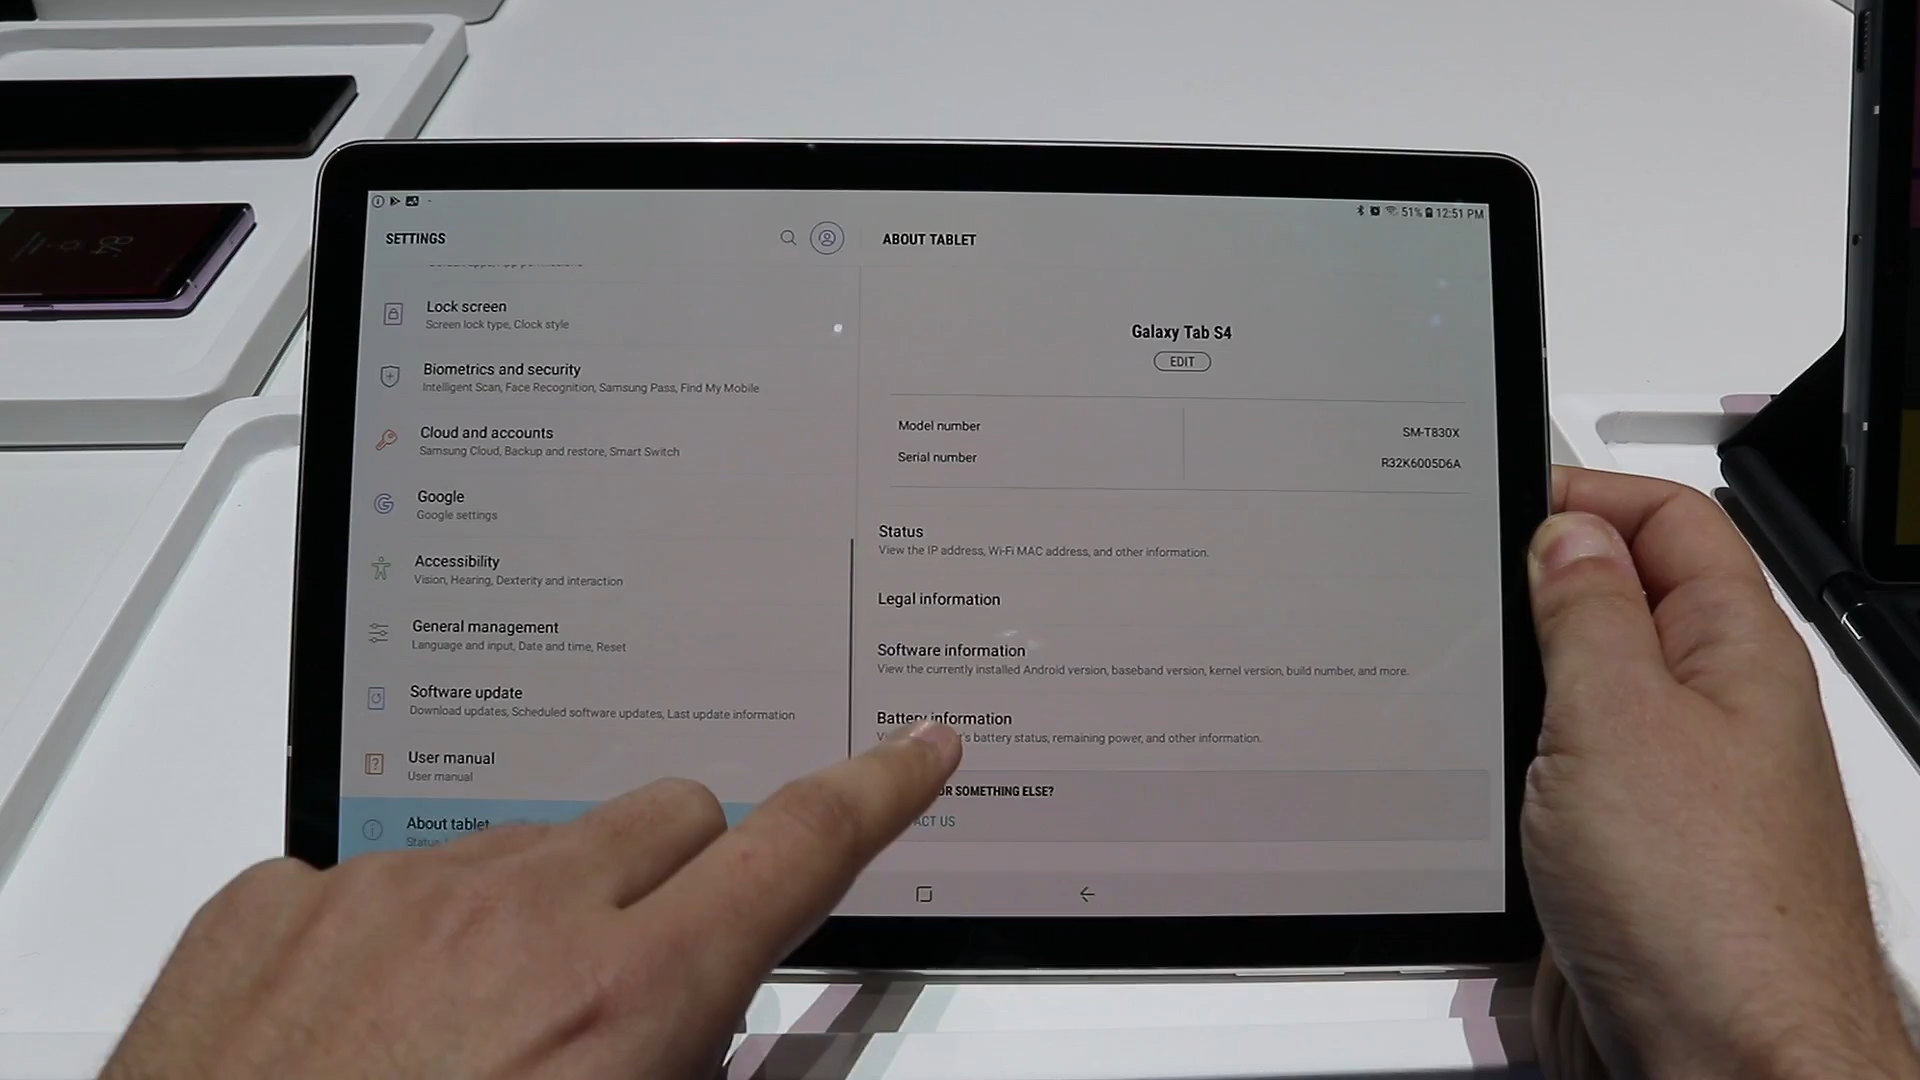 51% 12:51 PM
SETTINGS
Lock screen
Screen lock type, Clock style
Biometrics and security
Intelligent Scan, Face Recognition, Samsung Pass, Find My Mobile
Cloud and accounts
Samsung Cloud, Backup and restore, Smart Switch
Google
Google settings
Accessibility
Vision, Hearing, Dexterity and interaction
General management
Language and input, Date and time, Reset
Software update
Download updates, Scheduled software updates, Last update information
User manual
User manual
About tablet
Status
ABOUT TABLET
Galaxy Tab S4
EDIT
Model number SM-T830X
Serial number R32K6005D6A
Status
View the IP address, Wi-Fi MAC address, and other information.
Legal information
Software information
View the currently installed Android version, baseband version, kernel version, build number, and more.
Battery information
battery status, remaining power, and other information.
OR SOMETHING ELSE?
ACT US